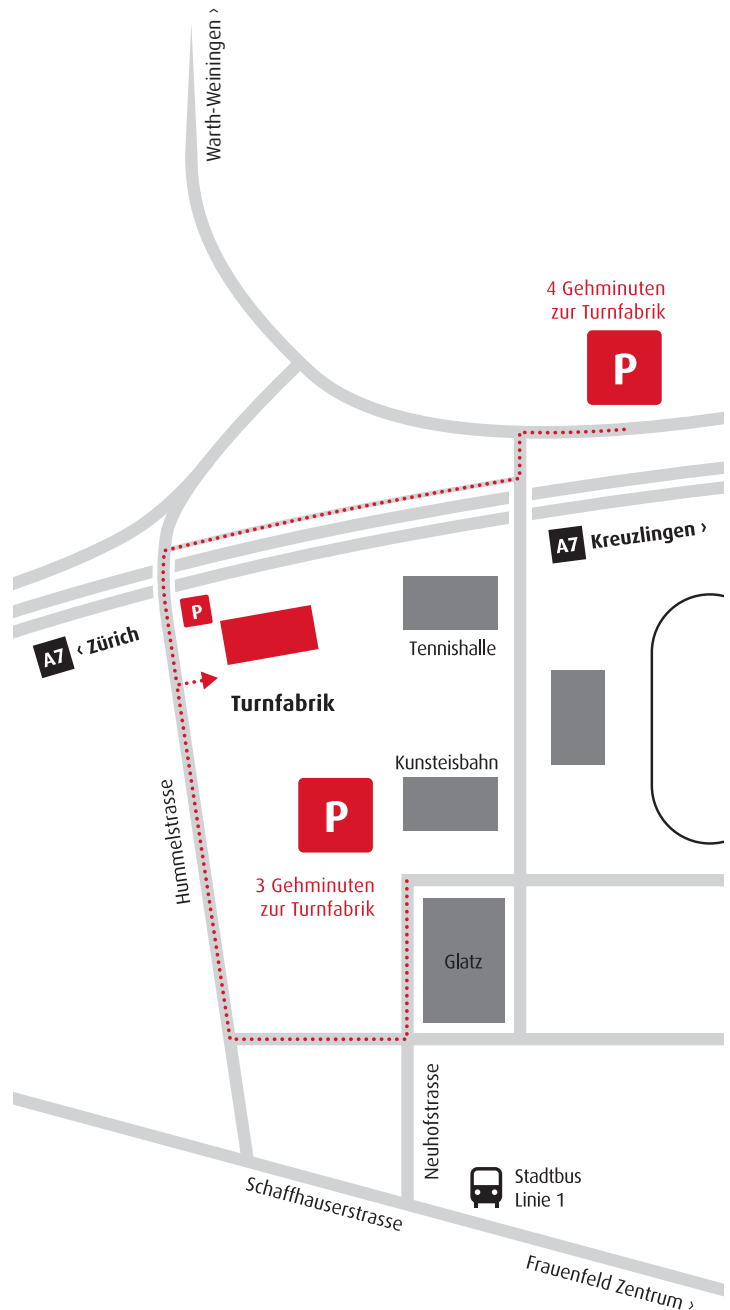 Warth-Weiningen ›
4 Gehminuten
zur Turnfabrik
P
A7 Kreuzlingen ›
P
A7 ‹ Zürich
Tennishalle
Turnfabrik
Kunsteisbahn
P
Hummelstrasse
3 Gehminuten
zur Turnfabrik
Glatz
Neuhofstrasse
Stadtbus
Linie 1
Schaffhauserstrasse
Frauenfeld Zentrum ›